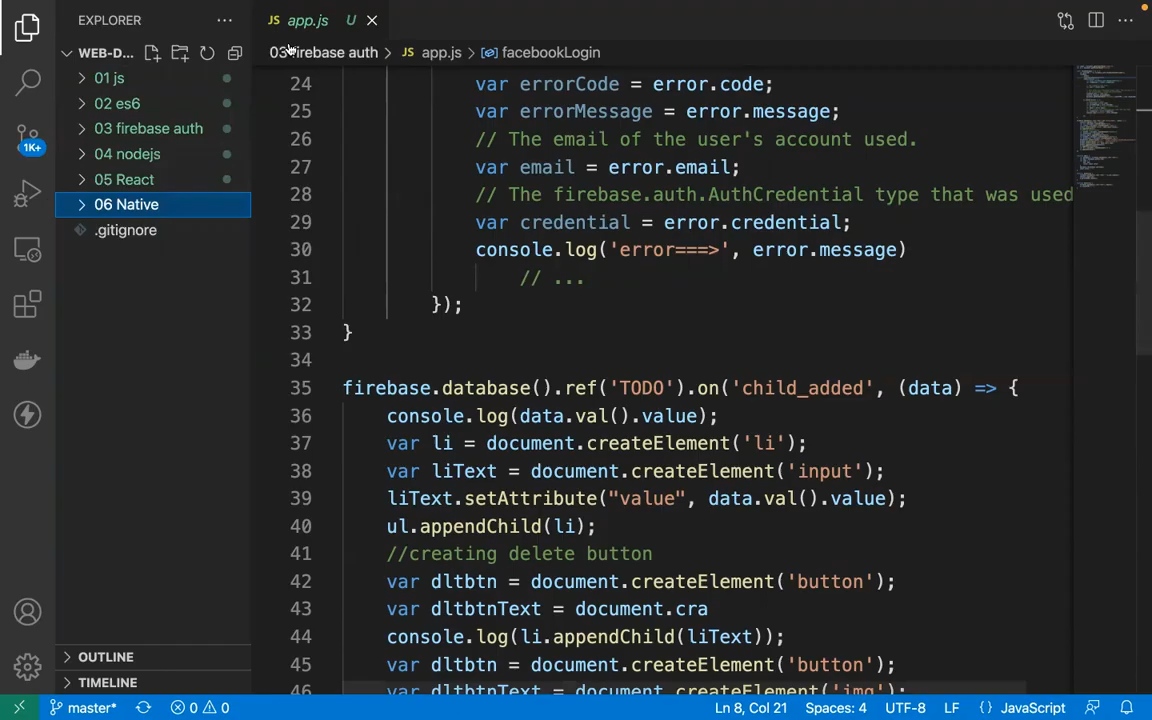 EXPLORER
JS app.js U
WEB-D...
03 firebase auth > JS app.js > facebookLogin
01 js
02 es6
03 firebase auth
04 nodejs
05 React
06 Native
.gitignore
1K+
24 var errorCode = error.code;
25 var errorMessage = error.message;
26 // The email of the user's account used.
27 var email = error.email;
28 // The firebase.auth.AuthCredential type that was used
29 var credential = error.credential;
30 console.log('error===>', error.message)
31 // ...
32 });
33 }
34
35 firebase.database().ref('TODO').on('child_added', (data) => {
36 console.log(data.val().value);
37 var li = document.createElement('li');
38 var liText = document.createElement('input');
39 liText.setAttribute("value", data.val().value);
40 ul.appendChild(li);
41 //creating delete button
42 var dltbtn = document.createElement('button');
43 var dltbtnText = document.cra
44 console.log(li.appendChild(liText));
45 var dltbtn = document.createElement('button');
46 var dltbtnText = document.createElement('img');
OUTLINE
TIMELINE
master* 0 0 Ln 8, Col 21 Spaces: 4 UTF-8 LF {} JavaScript